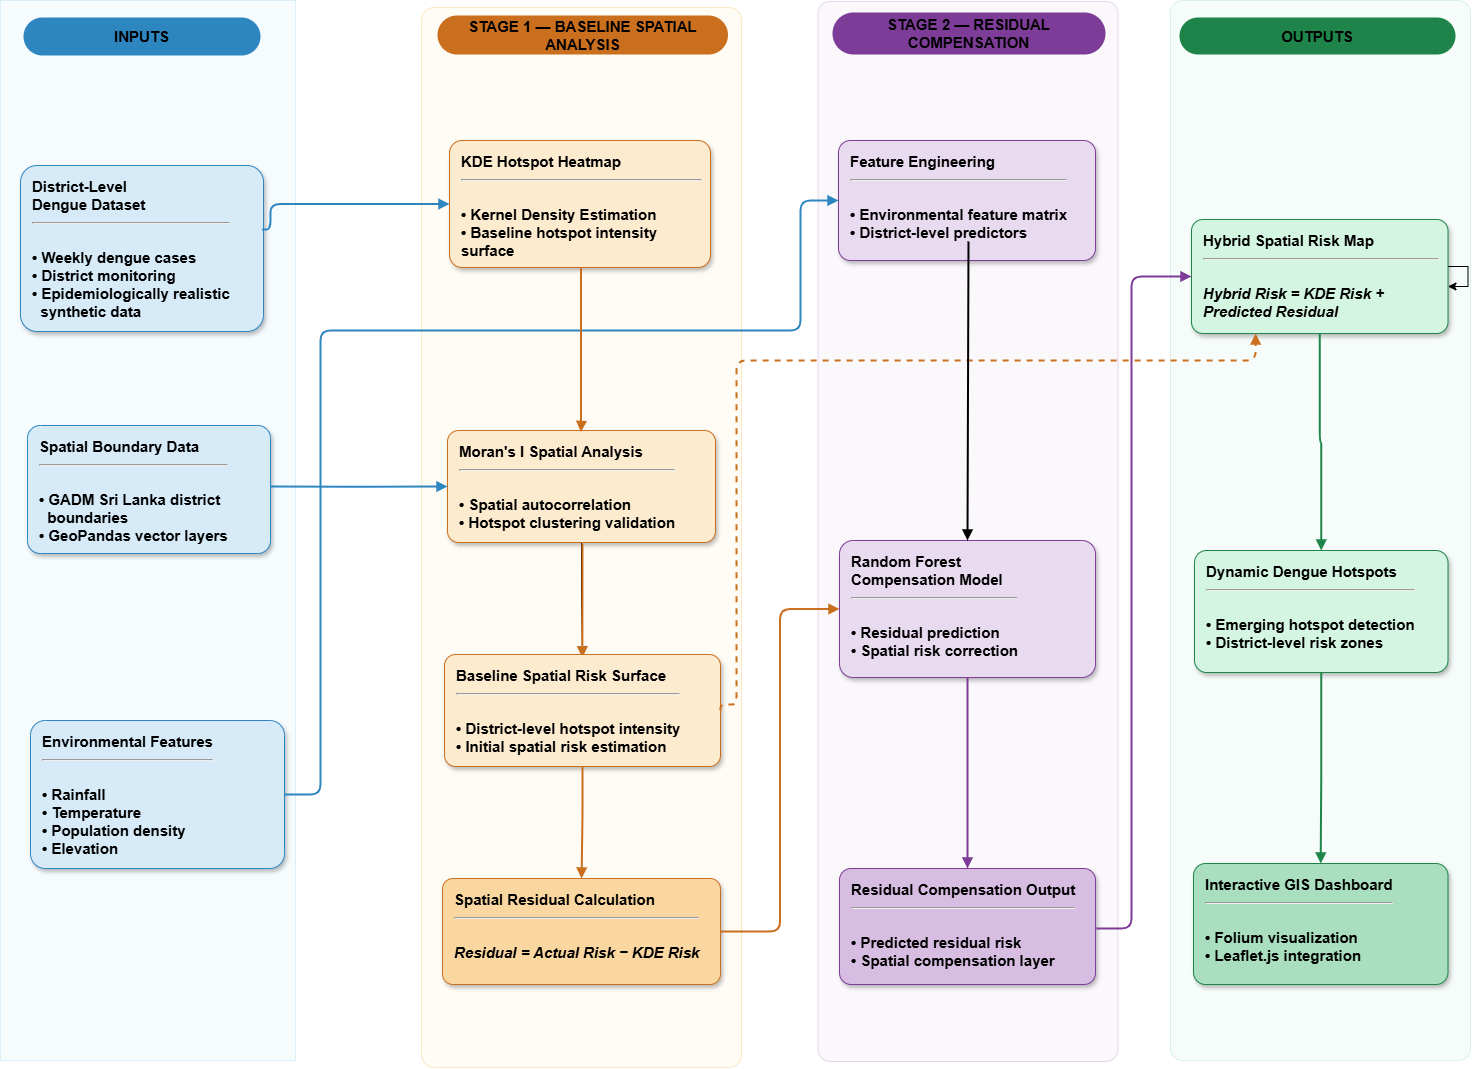 INPUTS
District-Level
Dengue Dataset
• Weekly dengue cases
• District monitoring
• Epidemiologically realistic
synthetic data
Spatial Boundary Data
• GADM Sri Lanka district
boundaries
• GeoPandas vector layers
Environmental Features
• Rainfall
• Temperature
• Population density
• Elevation
STAGE 1 — BASELINE SPATIAL
ANALYSIS
KDE Hotspot Heatmap
• Kernel Density Estimation
• Baseline hotspot intensity
surface
Moran's I Spatial Analysis
• Spatial autocorrelation
• Hotspot clustering validation
Baseline Spatial Risk Surface
• District-level hotspot intensity
• Initial spatial risk estimation
Spatial Residual Calculation
Residual = Actual Risk − KDE Risk
STAGE 2 — RESIDUAL
COMPENSATION
Feature Engineering
• Environmental feature matrix
• District-level predictors
Random Forest
Compensation Model
• Residual prediction
• Spatial risk correction
Residual Compensation Output
• Predicted residual risk
• Spatial compensation layer
OUTPUTS
Hybrid Spatial Risk Map
Hybrid Risk = KDE Risk +
Predicted Residual
Dynamic Dengue Hotspots
• Emerging hotspot detection
• District-level risk zones
Interactive GIS Dashboard
• Folium visualization
• Leaflet.js integration